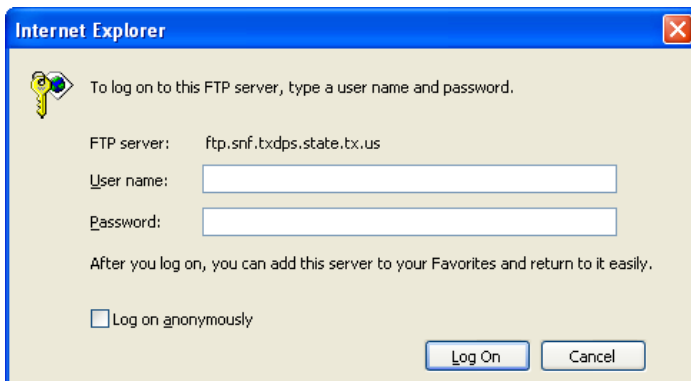 Internet Explorer
To log on to this FTP server, type a user name and password.
FTP server: ftp.snf.txdps.state.tx.us
User name:
Password:
After you log on, you can add this server to your Favorites and return to it easily.
Log on anonymously
Log On Cancel